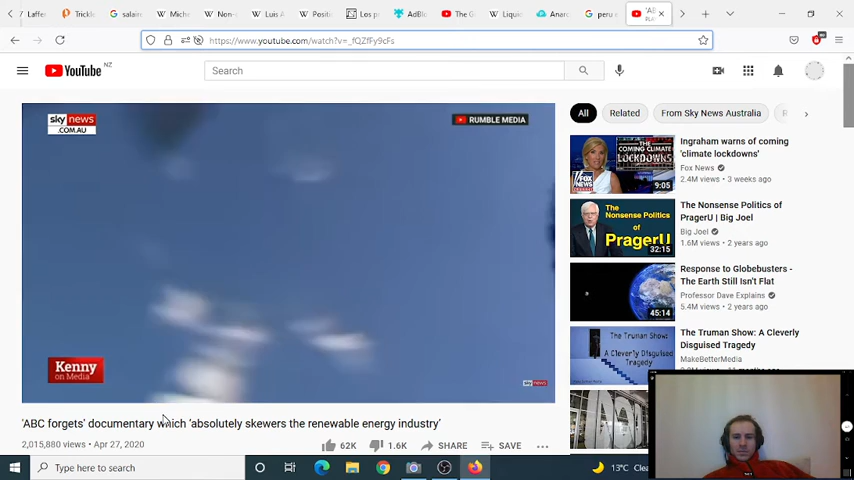 Laffer
Trickle
salaire
Miche
Non-
Luis A
Positi
Los p
AdBlo
The G
Liquid
Anarc
peru e
"AB
https://www.youtube.com/watch?v=_fQZfFy9cFs
YouTube NZ
Search
sky news
.COM.AU
RUMBLE MEDIA
Kenny
on Media
sky news
'ABC forgets' documentary which 'absolutely skewers the renewable energy industry'
2,015,880 views • Apr 27, 2020
62K
1.6K
SHARE
SAVE
All
Related
From Sky News Australia
THE COMING CLIMATE
LOCKDOWNS
FOX NEWS
9:05
Ingraham warns of coming
'climate lockdowns'
Fox News
2.4M views • 3 weeks ago
The
Nonsense
Politics
of
PragerU
32:15
The Nonsense Politics of
PragerU | Big Joel
Big Joel
1.6M views • 2 years ago
45:14
Response to Globebusters -
The Earth Still Isn't Flat
Professor Dave Explains
5.4M views • 2 years ago
The Truman Show:
A Cleverly
Disguised
Tragedy
The Truman Show: A Cleverly
Disguised Tragedy
MakeBetterMedia
Type here to search
13°C Clea